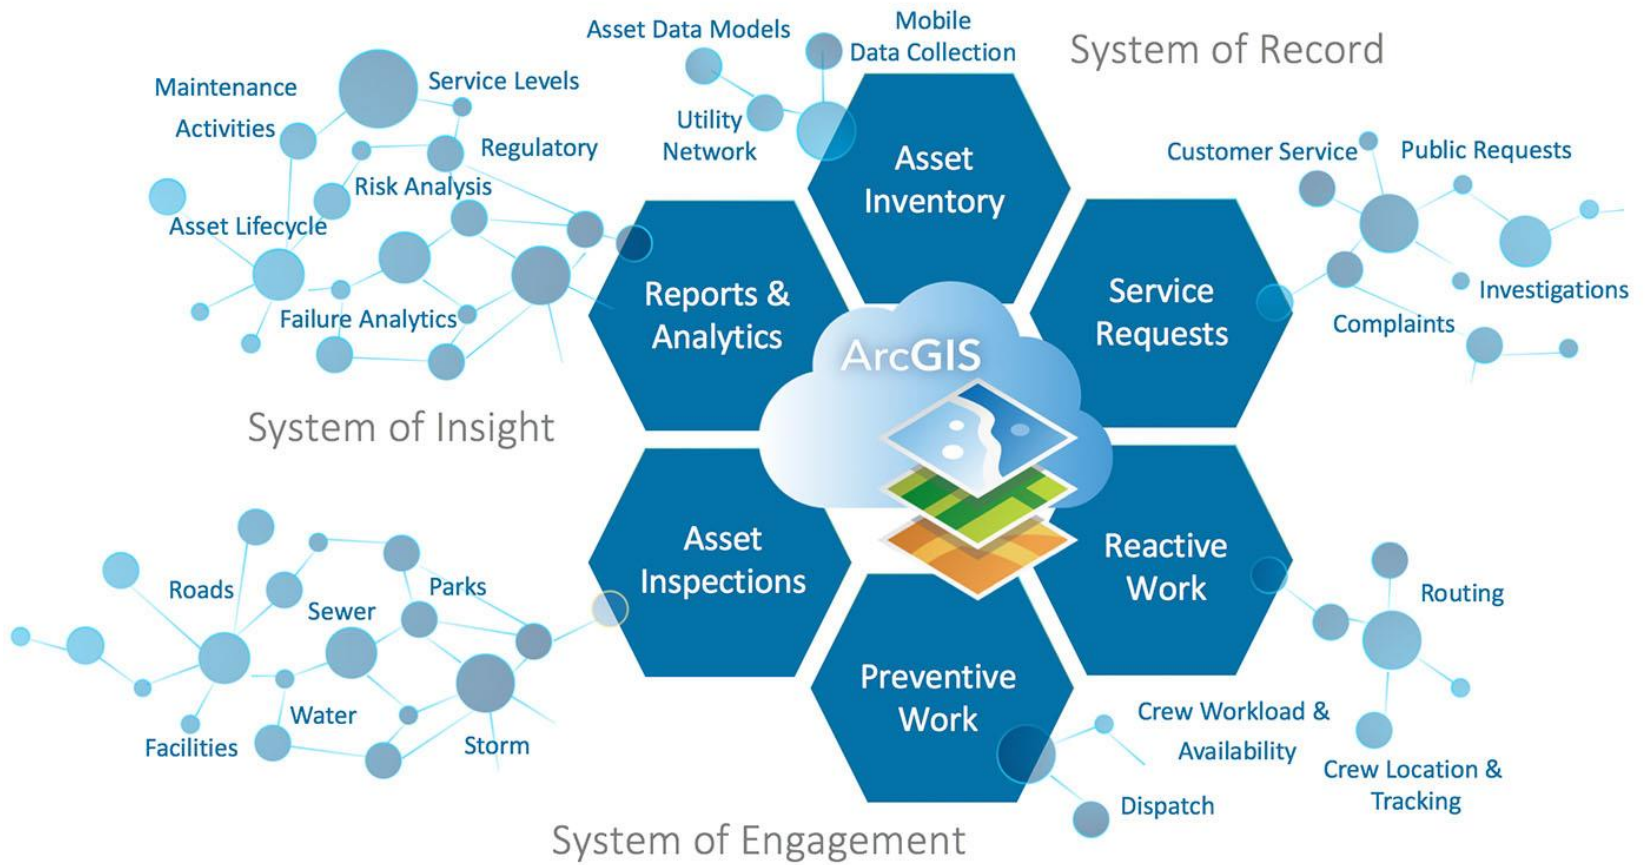 Asset Data Models
Mobile
Data Collection
System of Record
Utility
Network
Asset
Inventory
Maintenance
Activities
Service Levels
Regulatory
Risk Analysis
Asset Lifecycle
Failure Analytics
System of Insight
Reports &
Analytics
Customer Service
Public Requests
Investigations
Complaints
Service
Requests
ArcGIS
Asset
Inspections
Roads
Sewer
Parks
Water
Facilities
Storm
Reactive
Work
Routing
Crew Location &
Tracking
Preventive
Work
Crew Workload &
Availability
Dispatch
System of Engagement